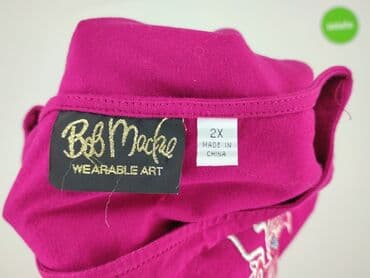 Bob Mackie
WEARABLE ART
2X
MADE IN
CHINA